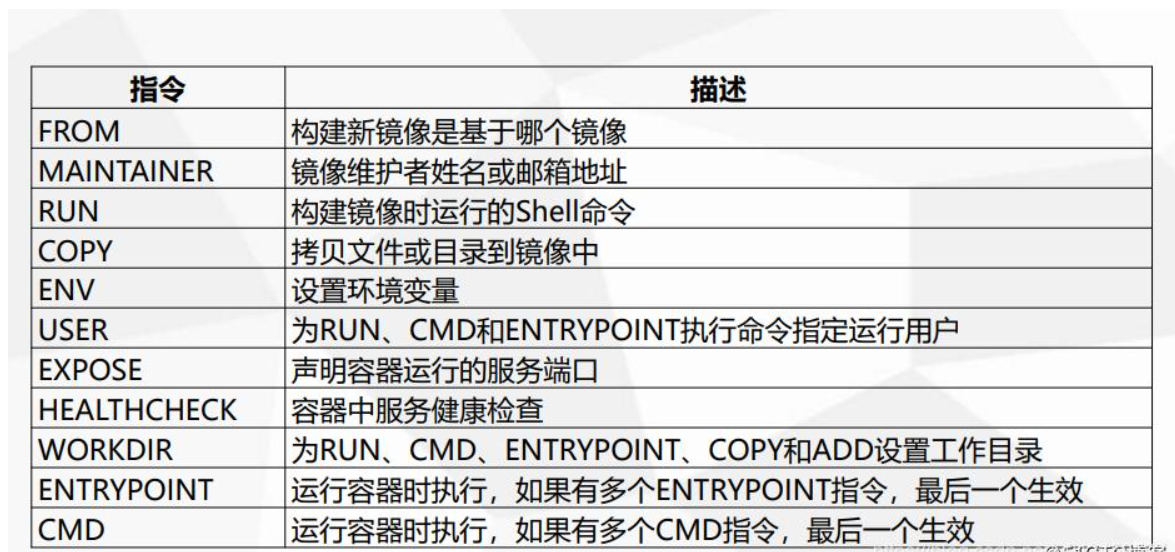 指令 描述
FROM 构建新镜像是基于哪个镜像
MAINTAINER 镜像维护者姓名或邮箱地址
RUN 构建镜像时运行的Shell命令
COPY 拷贝文件或目录到镜像中
ENV 设置环境变量
USER 为RUN、CMD和ENTRYPOINT执行命令指定运行用户
EXPOSE 声明容器运行的服务端口
HEALTHCHECK 容器中服务健康检查
WORKDIR 为RUN、CMD、ENTRYPOINT、COPY和ADD设置工作目录
ENTRYPOINT 运行容器时执行，如果有多个ENTRYPOINT指令，最后一个生效
CMD 运行容器时执行，如果有多个CMD指令，最后一个生效